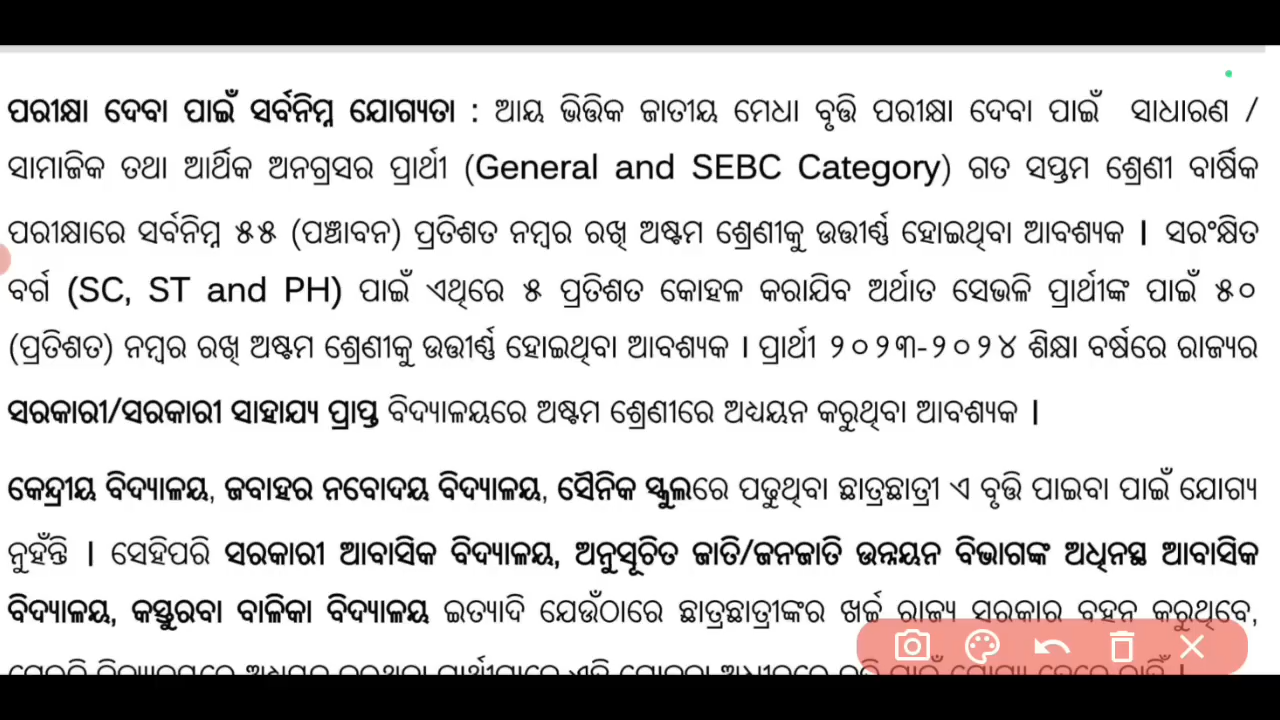 ପରୀକ୍ଷା ଦେବା ପାଇଁ ସର୍ବନିମ୍ନ ଯୋଗ୍ୟତା : ଆୟ ଭିତ୍ତିକ ଜାତୀୟ ମେଧା ବୃତ୍ତି ପରୀକ୍ଷା ଦେବା ପାଇଁ ସାଧାରଣ /
ସାମାଜିକ ତଥା ଆର୍ଥିକ ଅନଗ୍ରସର ପ୍ରାର୍ଥୀ (General and SEBC Category) ଗତ ସପ୍ତମ ଶ୍ରେଣୀ ବାର୍ଷିକ
ପରୀକ୍ଷାରେ ସର୍ବନିମ୍ନ ୫୫ (ପଞ୍ଚାବନ) ପ୍ରତିଶତ ନମ୍ବର ରଖି ଅଷ୍ଟମ ଶ୍ରେଣୀକୁ ଉତ୍ତୀର୍ଣ୍ଣ ହୋଇଥିବା ଆବଶ୍ୟକ | ସରଂକ୍ଷିତ
ବର୍ଗ (SC, ST and PH) ପାଇଁ ଏଥିରେ ୫ ପ୍ରତିଶତ କୋହଳ କରାଯିବ ଅର୍ଥାତ ସେଭଳି ପ୍ରାର୍ଥୀଙ୍କ ପାଇଁ ୫୦
(ପ୍ରତିଶତ) ନମ୍ବର ରଖି ଅଷ୍ଟମ ଶ୍ରେଣୀକୁ ଉତ୍ତୀର୍ଣ୍ଣ ହୋଇଥିବା ଆବଶ୍ୟକ । ପ୍ରାର୍ଥୀ ୨୦୨୩-୨୦୨୪ ଶିକ୍ଷା ବର୍ଷରେ ରାଜ୍ୟର
ସରକାରୀ/ସରକାରୀ ସାହାଯ୍ୟ ପ୍ରାପ୍ତ ବିଦ୍ୟାଳୟରେ ଅଷ୍ଟମ ଶ୍ରେଣୀରେ ଅଧ୍ୟୟନ କରୁଥିବା ଆବଶ୍ୟକ |
କେନ୍ଦ୍ରୀୟ ବିଦ୍ୟାଳୟ, ଜବାହର ନବୋଦୟ ବିଦ୍ୟାଳୟ, ସୈନିକ ସ୍କୁଲରେ ପଢୁଥିବା ଛାତ୍ରଛାତ୍ରୀ ଏ ବୃତ୍ତି ପାଇବା ପାଇଁ ଯୋଗ୍ୟ
ନୁହଁନ୍ତି | ସେହିପରି ସରକାରୀ ଆବାସିକ ବିଦ୍ୟାଳୟ, ଅନୁସୂଚିତ ଜାତି/ଜନଜାତି ଉନ୍ନୟନ ବିଭାଗଙ୍କ ଅଧିନସ୍ଥ ଆବାସିକ
ବିଦ୍ୟାଳୟ, କସ୍ତୁରବା ବାଳିକା ବିଦ୍ୟାଳୟ ଇତ୍ୟାଦି ଯେଉଁଠାରେ ଛାତ୍ରଛାତ୍ରୀଙ୍କର ଖର୍ଚ୍ଚ ରାଜ୍ୟ ସରକାର ବହନ କରୁଥିବେ,